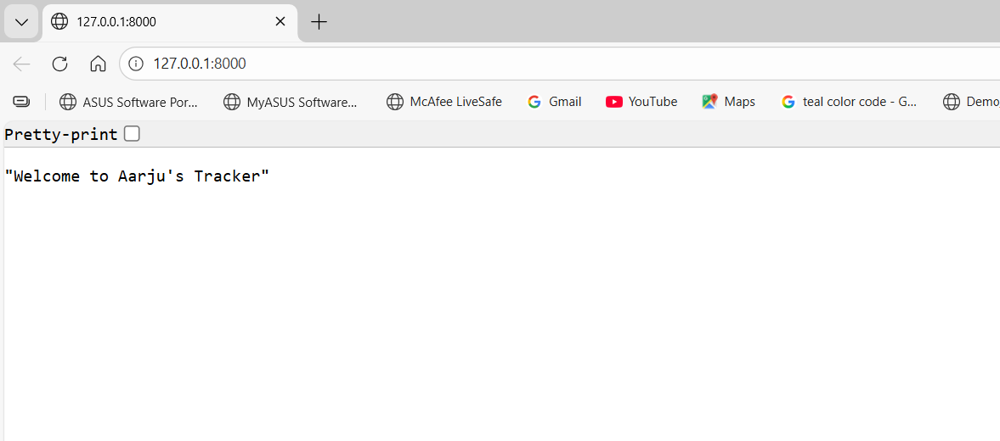 127.0.0.1:8000
127.0.0.1:8000
ASUS Software Por... MyASUS Software... McAfee LiveSafe Gmail YouTube Maps teal color code - G... Demo
Pretty-print
"Welcome to Aarju's Tracker"